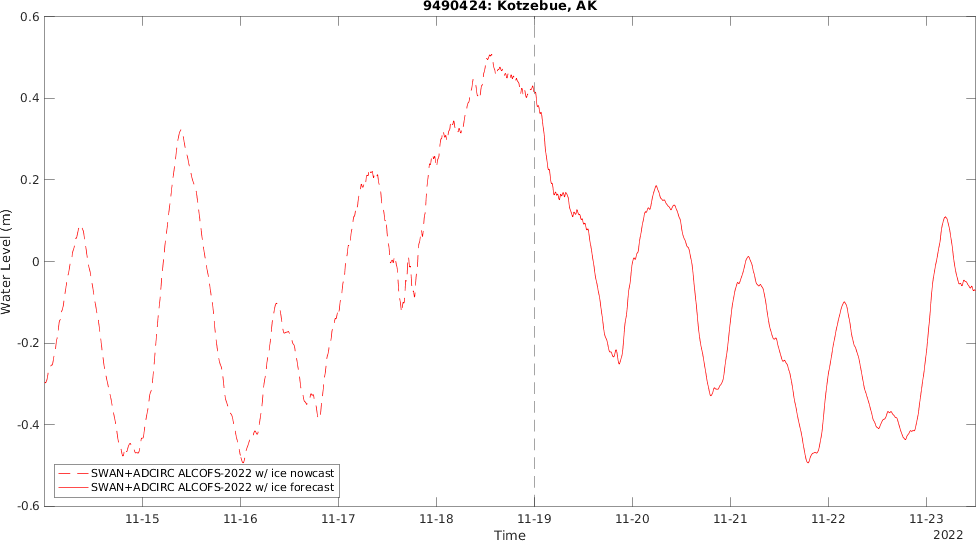 9490424: Kotzebue, AK
0.6
0.4
0.2
0
-0.2
-0.4
-0.6
Water Level (m)
SWAN+ADCIRC ALCOFS-2022 w/ ice nowcast
SWAN+ADCIRC ALCOFS-2022 w/ ice forecast
11-15 11-16 11-17 11-18 11-19 11-20 11-21 11-22 11-23
Time
2022